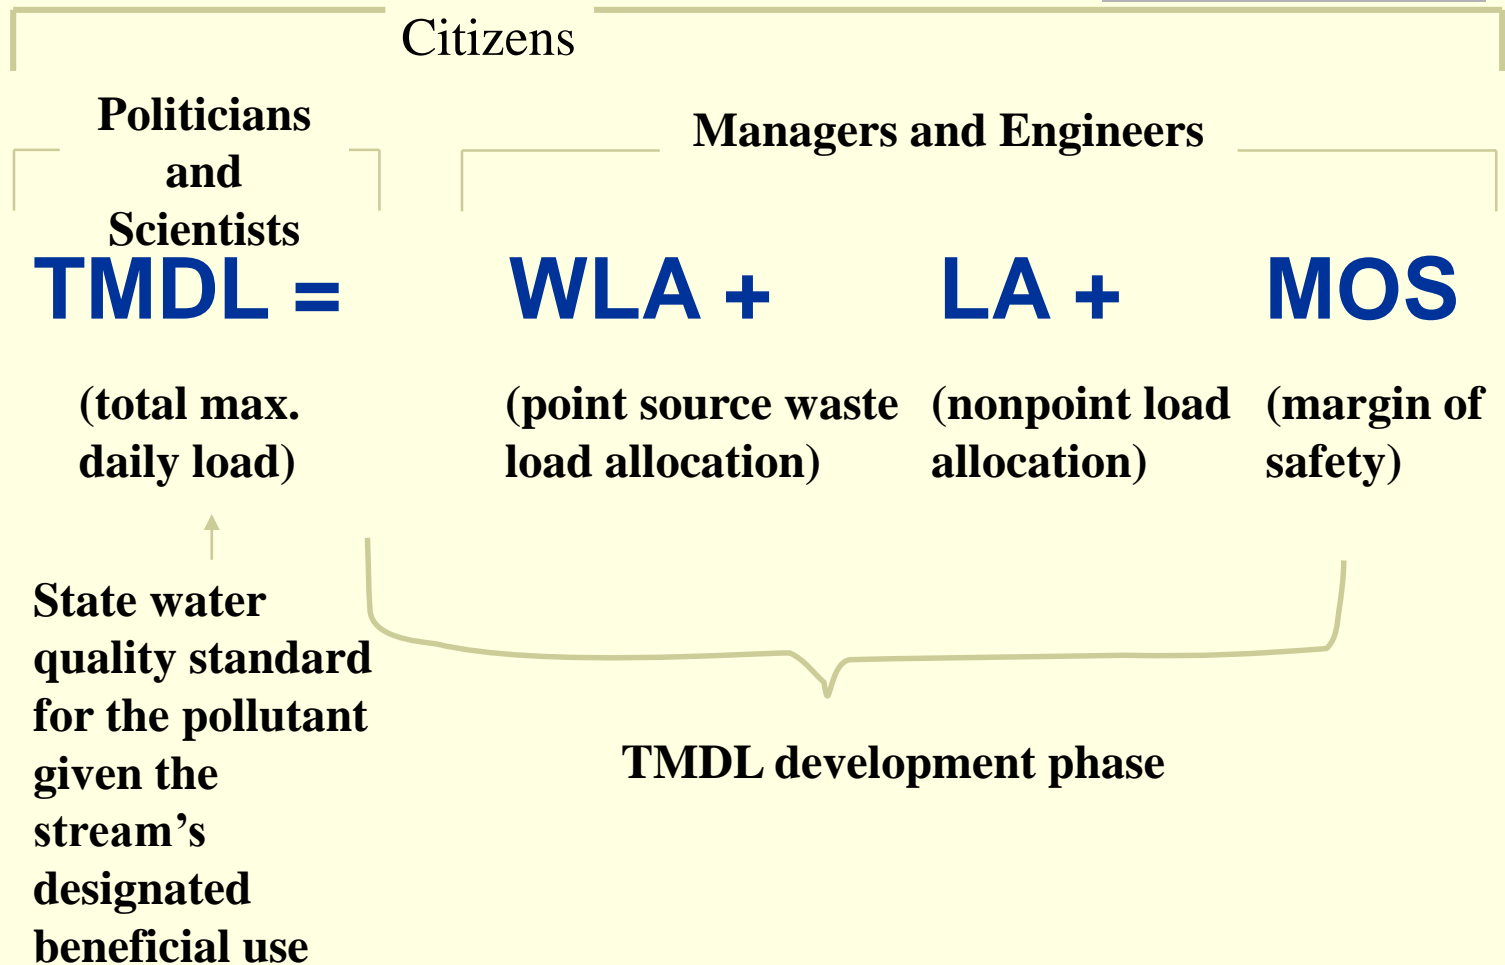 Citizens
Politicians
and
Scientists
Managers and Engineers
TMDL = WLA + LA + MOS
(total max.
daily load)
(point source waste
load allocation)
(nonpoint load
allocation)
(margin of
safety)
State water
quality standard
for the pollutant
given the
stream’s
designated
beneficial use
TMDL development phase